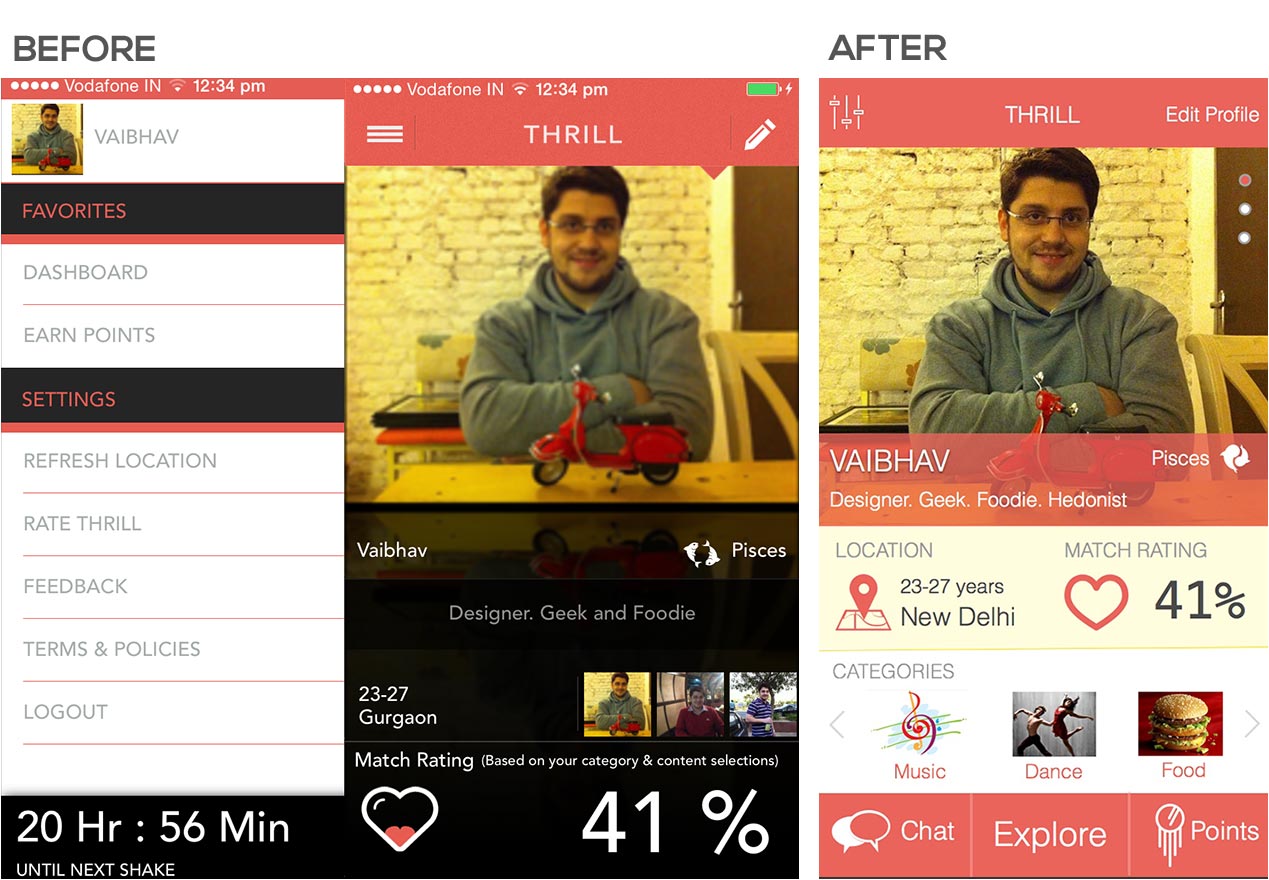 BEFORE
Vodafone IN 12:34 pm
VAIBHAV
FAVORITES
DASHBOARD
EARN POINTS
SETTINGS
REFRESH LOCATION
RATE THRILL
FEEDBACK
TERMS & POLICIES
LOGOUT
20 Hr : 56 Min
UNTIL NEXT SHAKE
Vodafone IN 12:34 pm
THRILL
Vaibhav
Pisces
Designer. Geek and Foodie
23-27
Gurgaon
Match Rating (Based on your category & content selections)
41 %
AFTER
THRILL Edit Profile
VAIBHAV
Pisces
Designer. Geek. Foodie. Hedonist
LOCATION
23-27 years
New Delhi
MATCH RATING
41%
CATEGORIES
Music Dance Food
Chat Explore Points